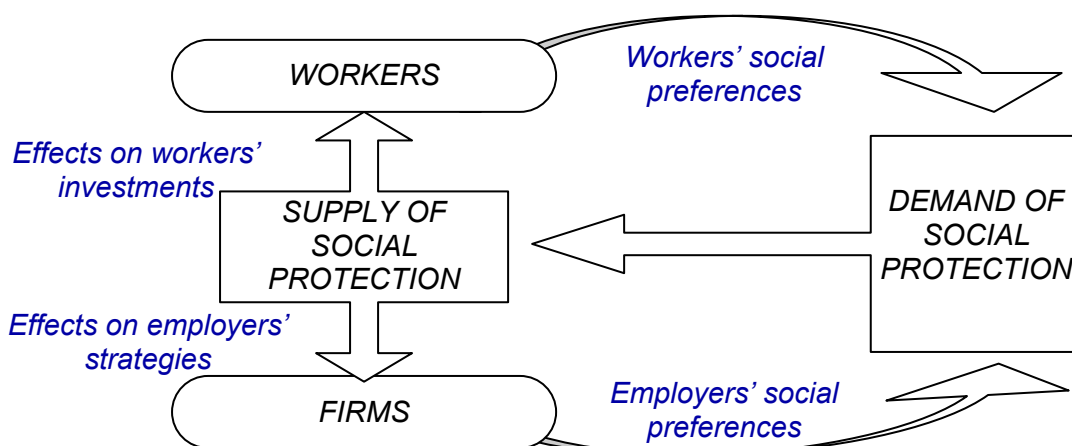 WORKERS
Workers’ social
preferences
Effects on workers’
investments
SUPPLY OF
SOCIAL
PROTECTION
DEMAND OF
SOCIAL
PROTECTION
Effects on employers’
strategies
FIRMS
Employers’ social
preferences